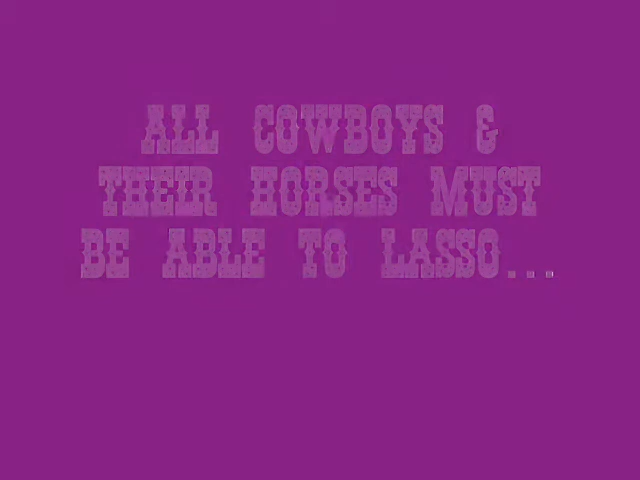 ALL COWBOYS &
THEIR HORSES MUST
BE ABLE TO LASSO...